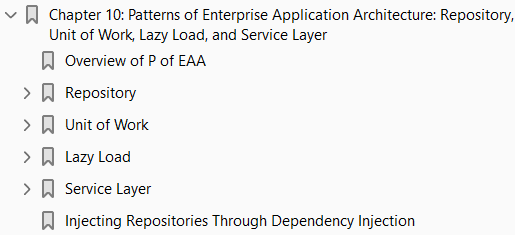 Chapter 10: Patterns of Enterprise Application Architecture: Repository,
Unit of Work, Lazy Load, and Service Layer
Overview of P of EAA
Repository
Unit of Work
Lazy Load
Service Layer
Injecting Repositories Through Dependency Injection